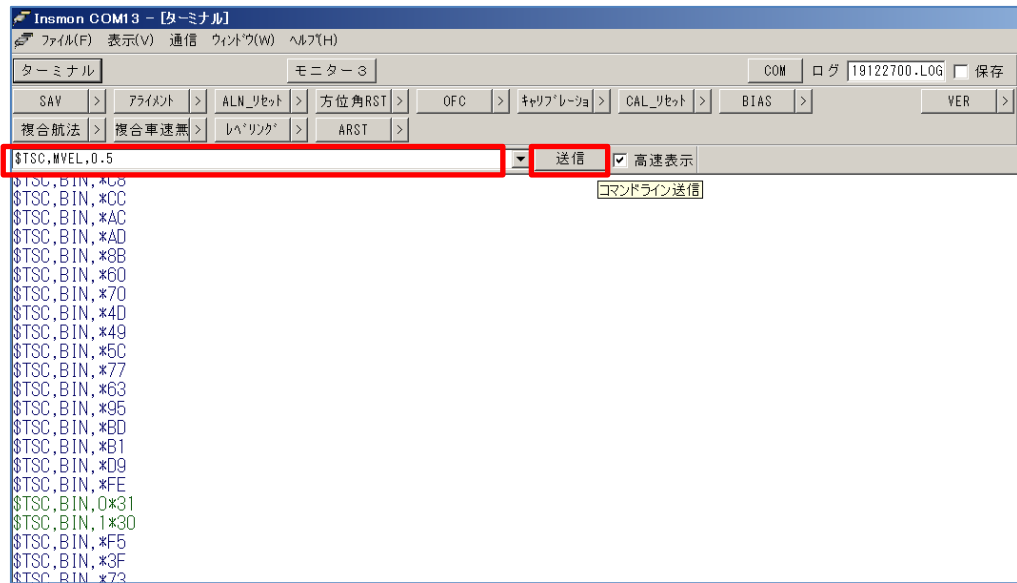 Insmon COM13 - [ターミナル]
ファイル(F) 表示(V) 通信 ウィンドウ(W) ヘルプ(H)
ターミナル モニター３ COM ログ 19122700.LOG 保存
SAV > アライメント > ALN_リセット > 方位角RST > OFC > キャリブレーショ > CAL_リセット > BIAS > VER >
複合航法 > 複合車速無 > レベリング > ARST >
$TSC,MVEL,0.5 送信 高速表示
コマンドライン送信
$TSC,BIN,*C8
$TSC,BIN,*CC
$TSC,BIN,*AC
$TSC,BIN,*AD
$TSC,BIN,*8B
$TSC,BIN,*60
$TSC,BIN,*70
$TSC,BIN,*4D
$TSC,BIN,*49
$TSC,BIN,*5C
$TSC,BIN,*77
$TSC,BIN,*63
$TSC,BIN,*95
$TSC,BIN,*BD
$TSC,BIN,*B1
$TSC,BIN,*D9
$TSC,BIN,*FE
$TSC,BIN,0*31
$TSC,BIN,1*30
$TSC,BIN,*F5
$TSC,BIN,*3F
$TSC,BIN,*73